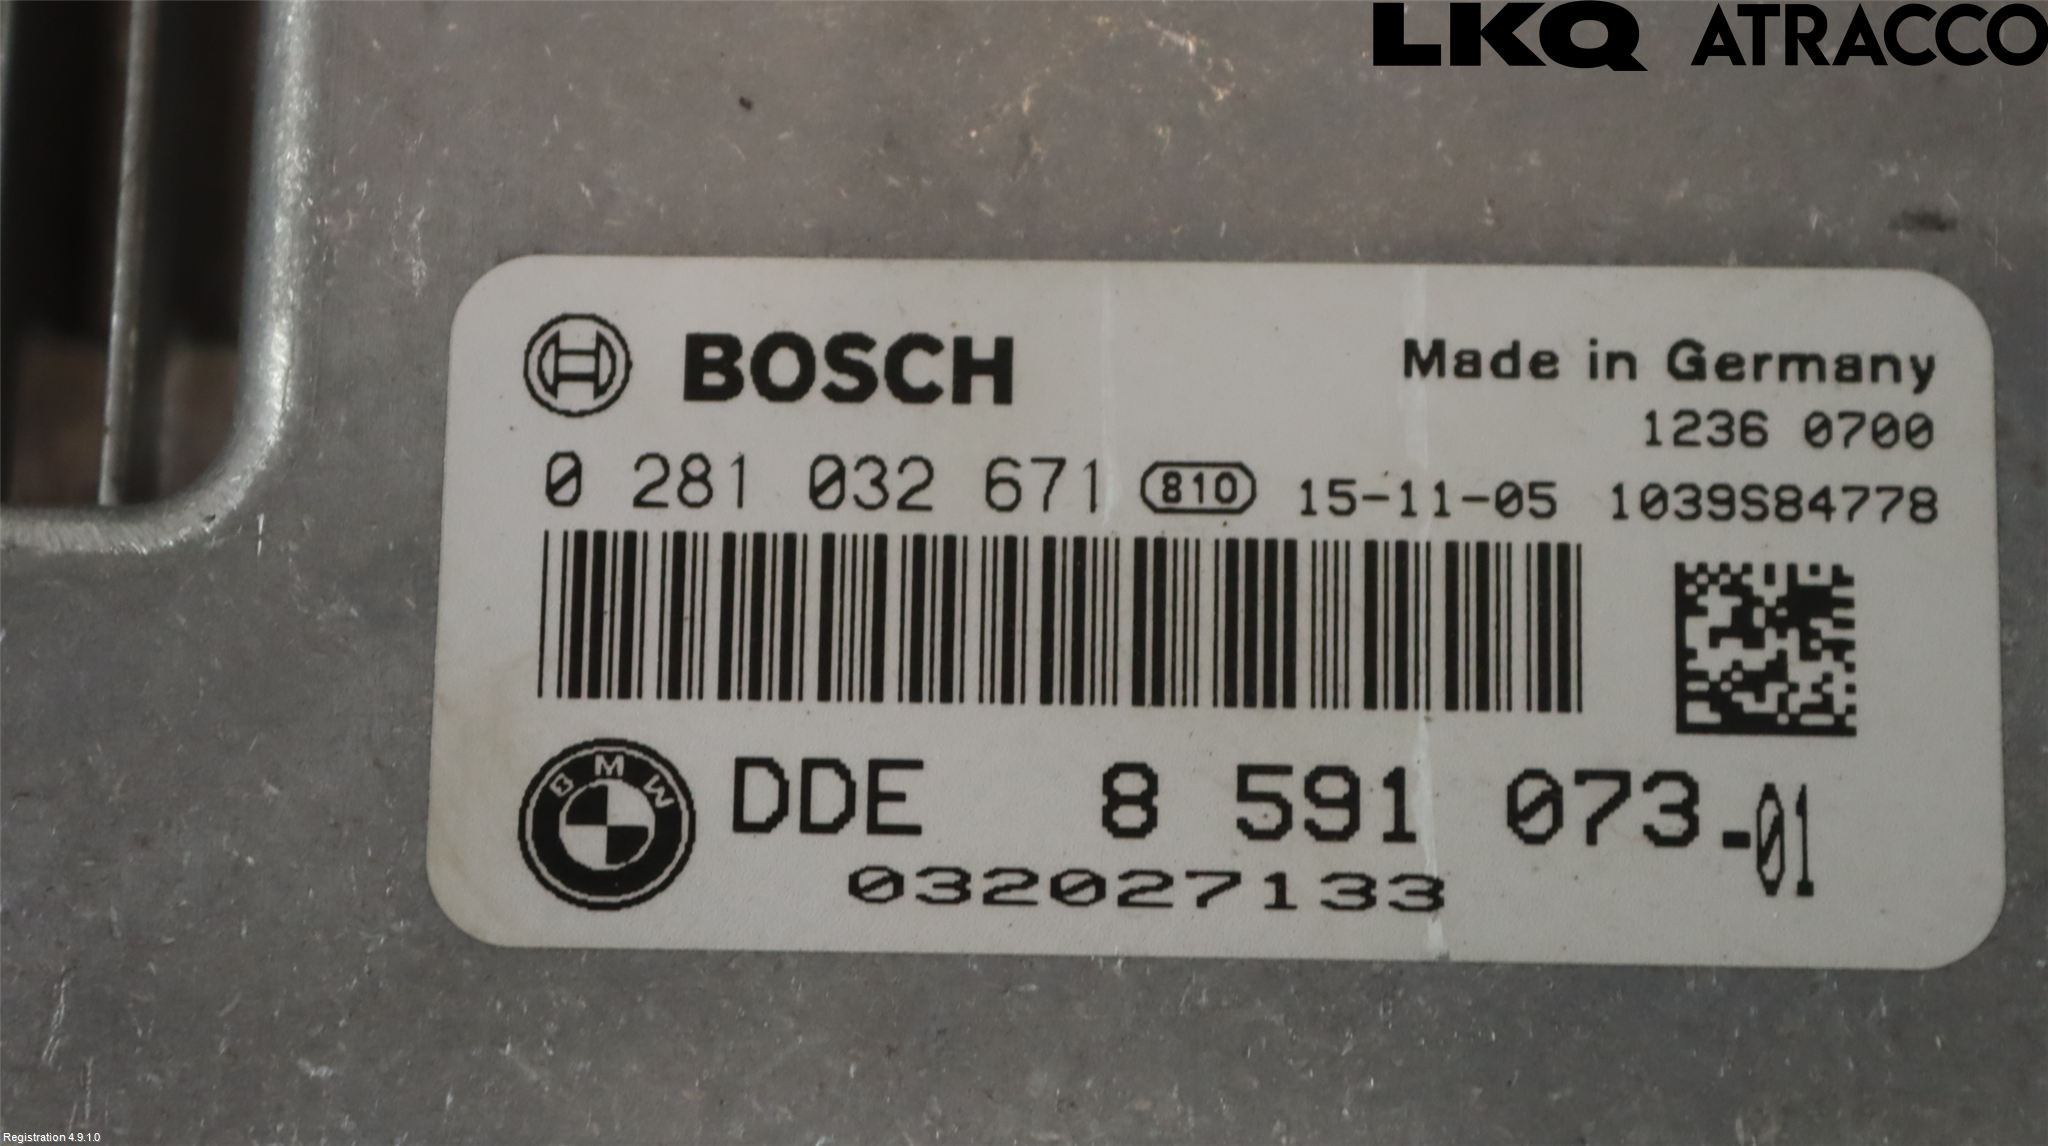 LKQ ATRACCO
BOSCH
Made in Germany
1236 0700
0 281 032 671 810 15-11-05 1039S84778
BMW
DDE 8 591 073-01
032027133
Registration 4.9.1.0